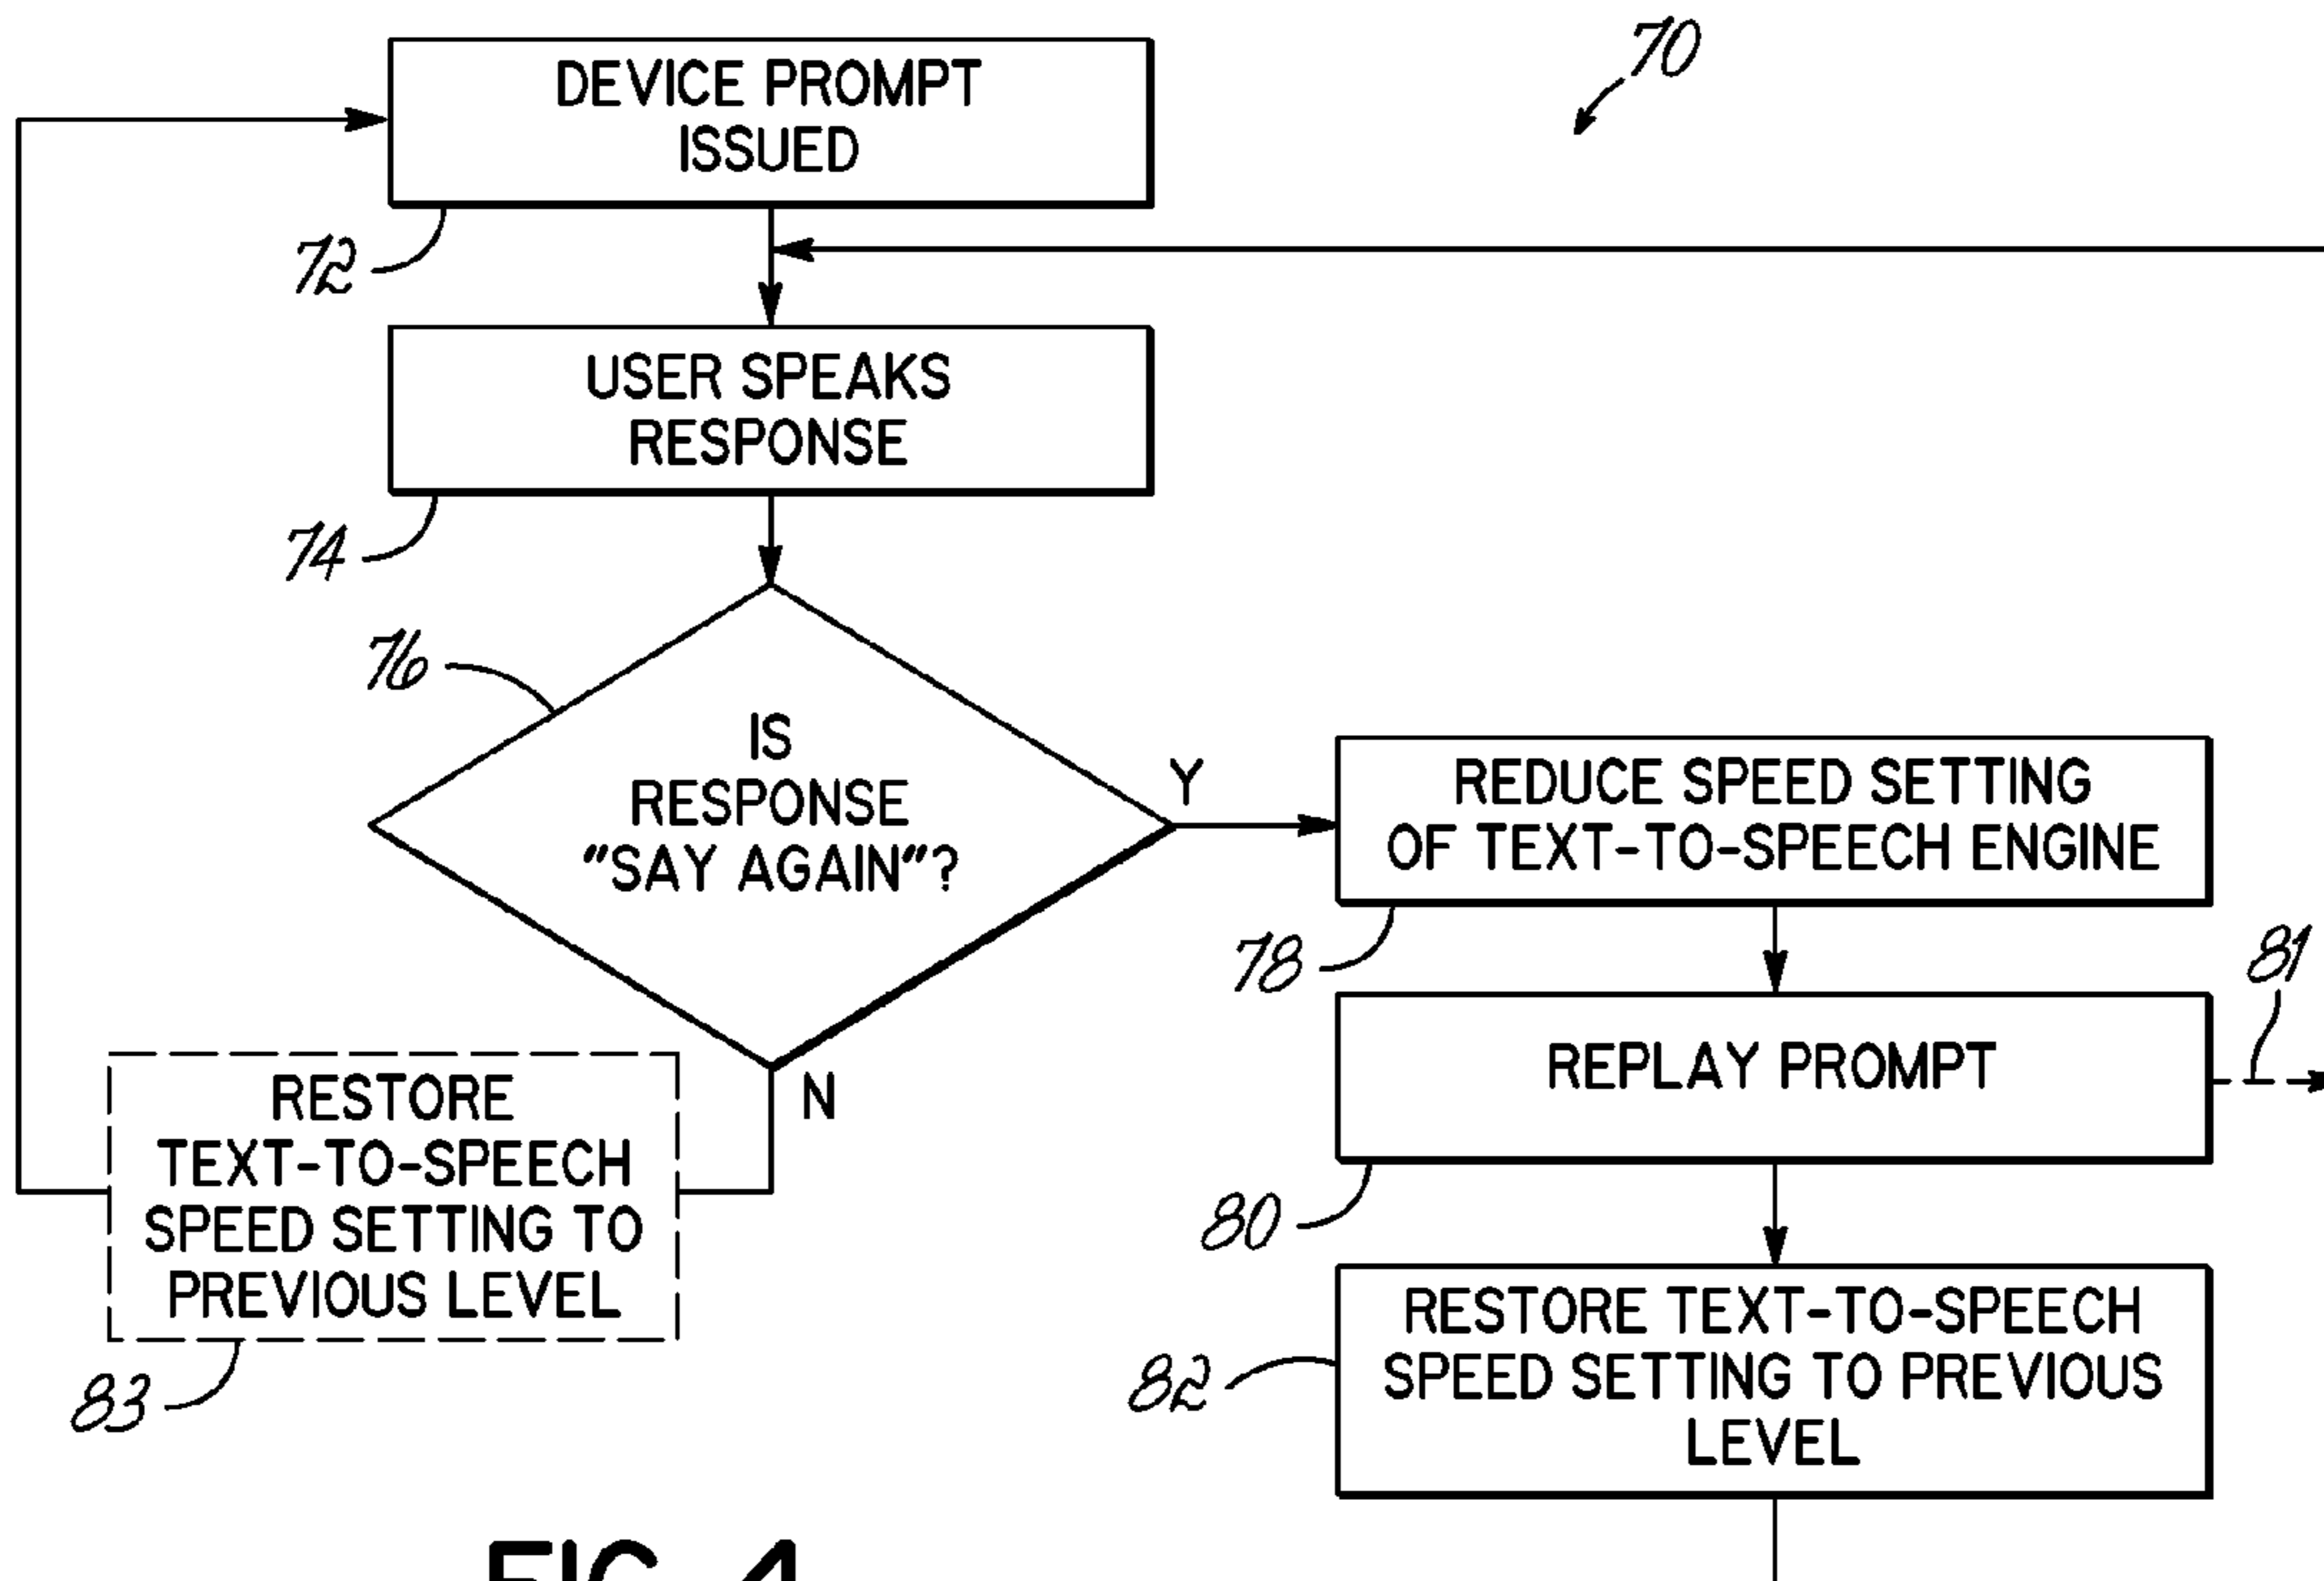 70
DEVICE PROMPT
ISSUED
72
USER SPEAKS
RESPONSE
74
76
IS
RESPONSE
"SAY AGAIN"?
Y
N
REDUCE SPEED SETTING
OF TEXT-TO-SPEECH ENGINE
78
REPLAY PROMPT
81
80
RESTORE TEXT-TO-SPEECH
SPEED SETTING TO PREVIOUS
LEVEL
82
RESTORE
TEXT-TO-SPEECH
SPEED SETTING TO
PREVIOUS LEVEL
83
FIG. 4